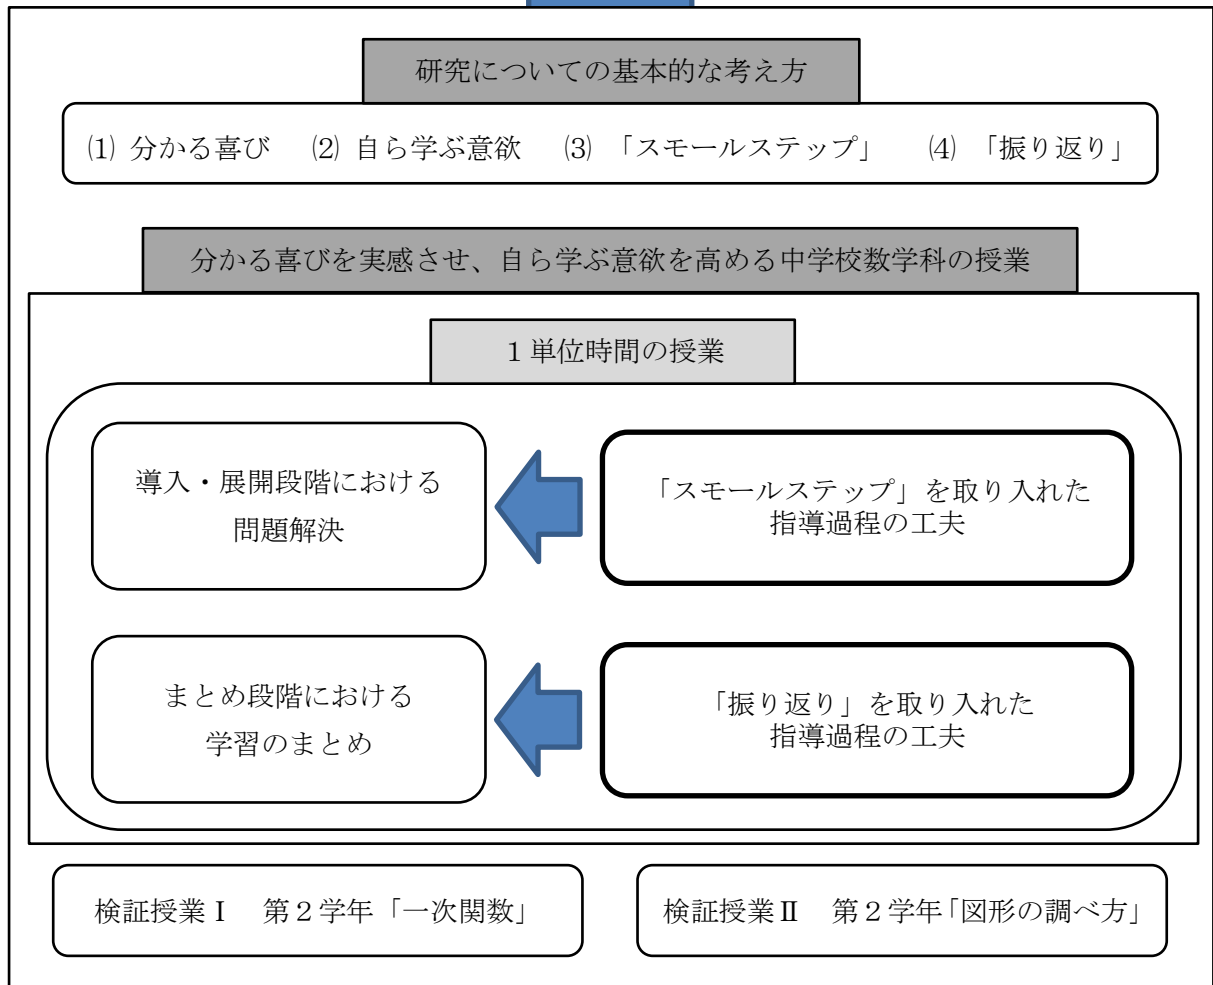 研究についての基本的な考え方
⑴ 分かる喜び　⑵ 自ら学ぶ意欲　⑶ 「スモールステップ」　⑷ 「振り返り」
分かる喜びを実感させ、自ら学ぶ意欲を高める中学校数学科の授業
１単位時間の授業
導入・展開段階における
問題解決
「スモールステップ」を取り入れた
指導過程の工夫
まとめ段階における
学習のまとめ
「振り返り」を取り入れた
指導過程の工夫
検証授業Ⅰ　第２学年「一次関数」
検証授業Ⅱ　第２学年「図形の調べ方」